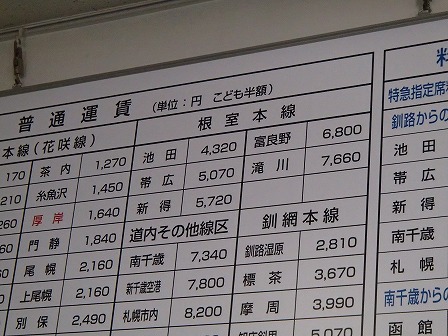 普通運賃 (単位：円 こども半額)
本線(花咲線)
170 茶内 1,270
210 糸魚沢 1,450
260 厚岸 1,640
門静 1,840
尾幌 2,160
上尾幌 2,160
別保 2,490
根室本線
池田 4,320 富良野 6,800
帯広 5,070 滝川 7,660
新得 5,720
道内その他線区
南千歳 7,340
新千歳空港 7,800
札幌市内 8,200
釧網本線
釧路湿原 2,810
標茶 3,670
摩周 3,990
5,070
料
特急指定席
釧路からの
池田
帯広
新得
南千歳
札幌
南千歳から
函館